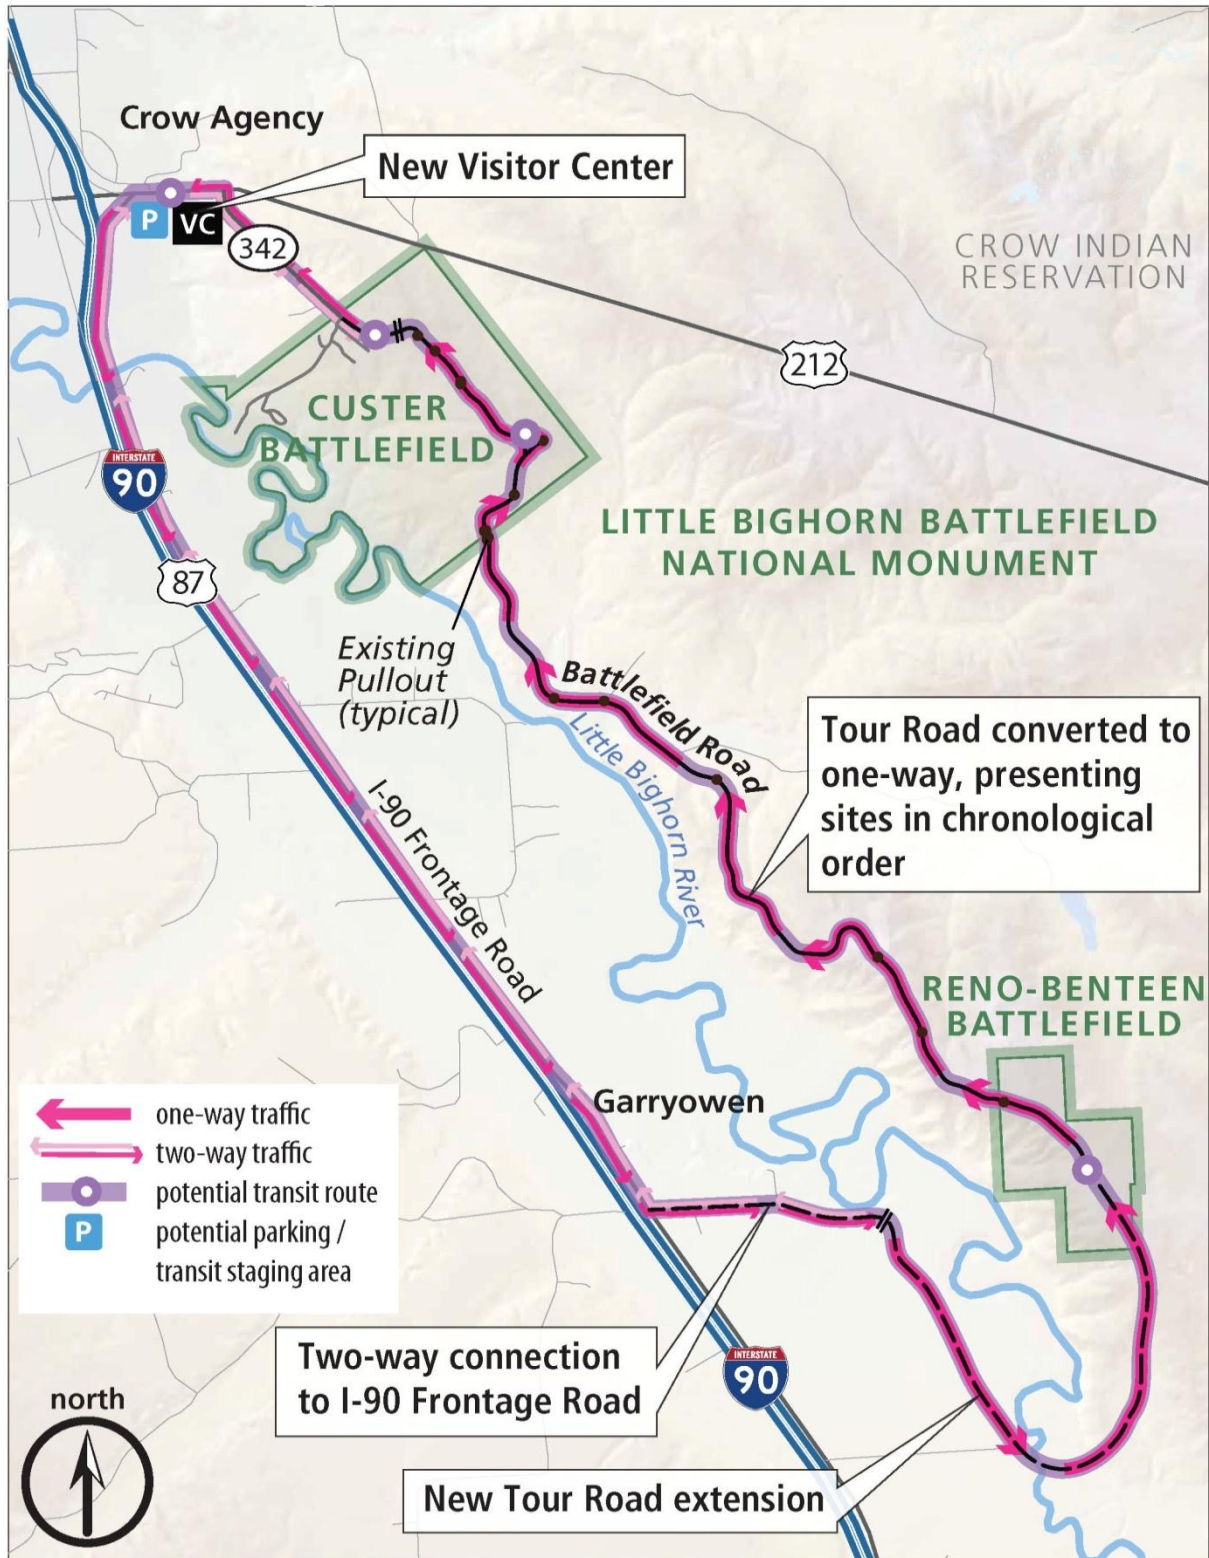 Crow Agency
New Visitor Center
P
VC
342
CROW INDIAN
RESERVATION
212
CUSTER
BATTLEFIELD
INTERSTATE
90
LITTLE BIGHORN BATTLEFIELD
NATIONAL MONUMENT
87
Existing
Pullout
(typical)
Battlefield Road
Little Bighorn River
Tour Road converted to
one-way, presenting
sites in chronological
order
I-90 Frontage Road
RENO-BENTEEN
BATTLEFIELD
Garryowen
one-way traffic
two-way traffic
potential transit route
P
potential parking /
transit staging area
Two-way connection
to I-90 Frontage Road
INTERSTATE
90
north
New Tour Road extension